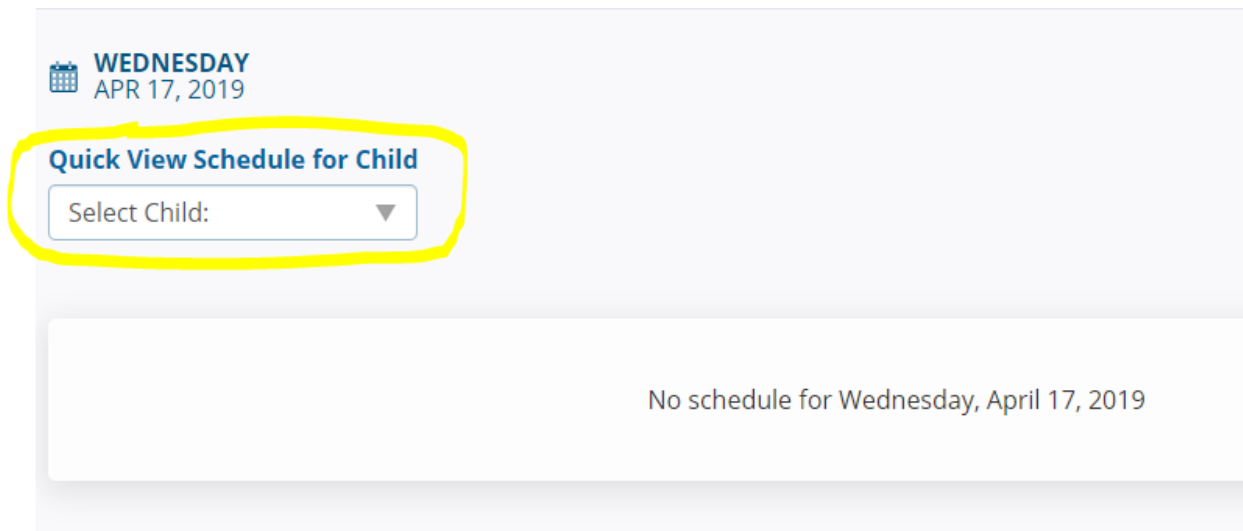 WEDNESDAY
APR 17, 2019
Quick View Schedule for Child
Select Child:
No schedule for Wednesday, April 17, 2019